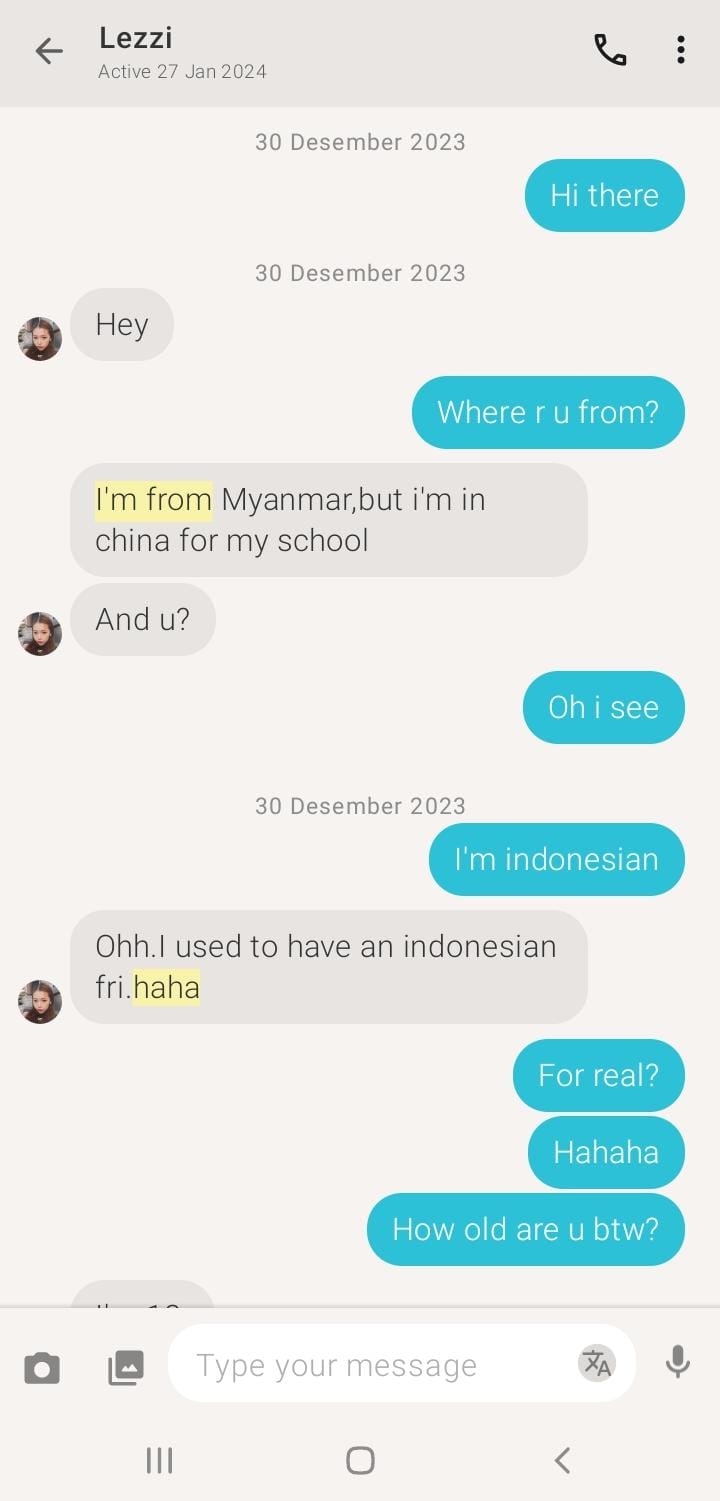 Lezzi
Active 27 Jan 2024
30 Desember 2023
Hi there
30 Desember 2023
Hey
Where r u from?
I'm from Myanmar,but i'm in
china for my school
And u?
Oh i see
30 Desember 2023
I'm indonesian
Ohh.I used to have an indonesian
fri.haha
For real?
Hahaha
How old are u btw?
Type your message